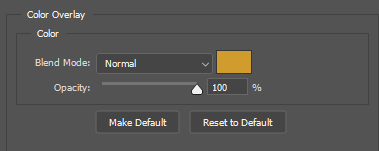 Color Overlay
Color
Blend Mode: Normal
Opacity: 100 %
Make Default Reset to Default